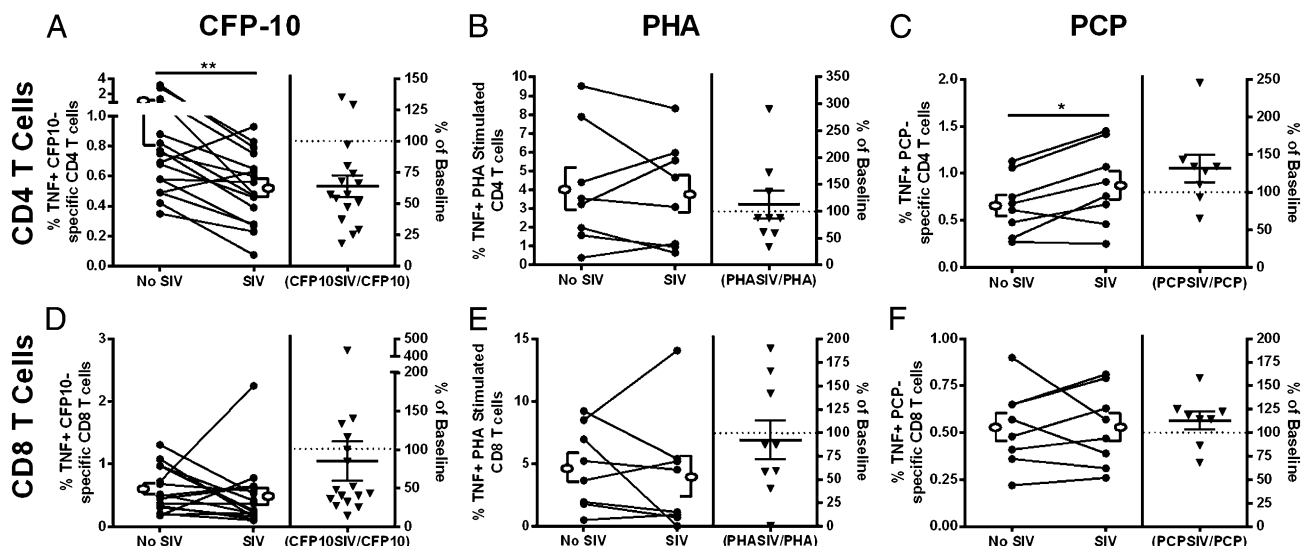 A CFP-10
B PHA
C PCP
CD4 T Cells
% TNF+ CFP10-
specific CD4 T cells
4
2
1.0
0.8
0.6
0.4
0.2
0.0
**
No SIV SIV (CFP10SIV/CFP10)
150
125
100
75
50
25
0
% of Baseline
% TNF+ PHA Stimulated
CD4 T cells
10
9
8
7
6
5
4
3
2
1
0
No SIV SIV (PHASIV/PHA)
350
300
250
200
150
100
50
0
% of Baseline
% TNF+ PCP-
specific CD4 T cells
2.0
1.5
1.0
0.5
0.0
*
No SIV SIV (PCPSIV/PCP)
250
200
150
100
50
0
% of Baseline
CD8 T Cells
D
% TNF+ CFP10-
specific CD8 T cells
3
2
1
0
No SIV SIV (CFP10SIV/CFP10)
500
400
200
150
100
50
0
% of Baseline
E
% TNF+ PHA Stimulated
CD8 T cells
15
10
5
0
No SIV SIV (PHASIV/PHA)
200
175
150
125
100
75
50
25
0
% of Baseline
F
% TNF+ PCP-
specific CD8 T cells
1.00
0.75
0.50
0.25
0.00
No SIV SIV (PCPSIV/PCP)
200
175
150
125
100
75
50
25
0
% of Baseline